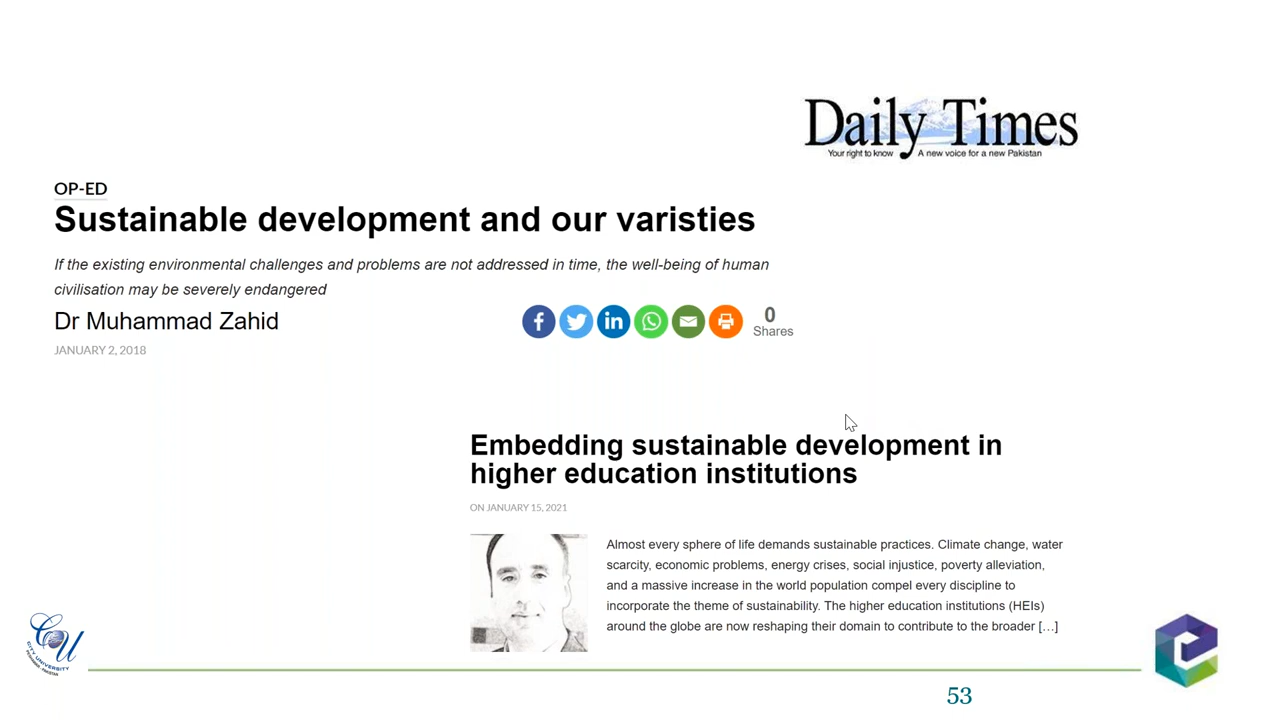 Daily Times
Your right to know A new voice for a new Pakistan
OP-ED
Sustainable development and our varisties
If the existing environmental challenges and problems are not addressed in time, the well-being of human
civilisation may be severely endangered
Dr Muhammad Zahid
0
Shares
JANUARY 2, 2018
Embedding sustainable development in
higher education institutions
ON JANUARY 15, 2021
Almost every sphere of life demands sustainable practices. Climate change, water
scarcity, economic problems, energy crises, social injustice, poverty alleviation,
and a massive increase in the world population compel every discipline to
incorporate the theme of sustainability. The higher education institutions (HEIs)
around the globe are now reshaping their domain to contribute to the broader […]
CU
CITY UNIVERSITY
53